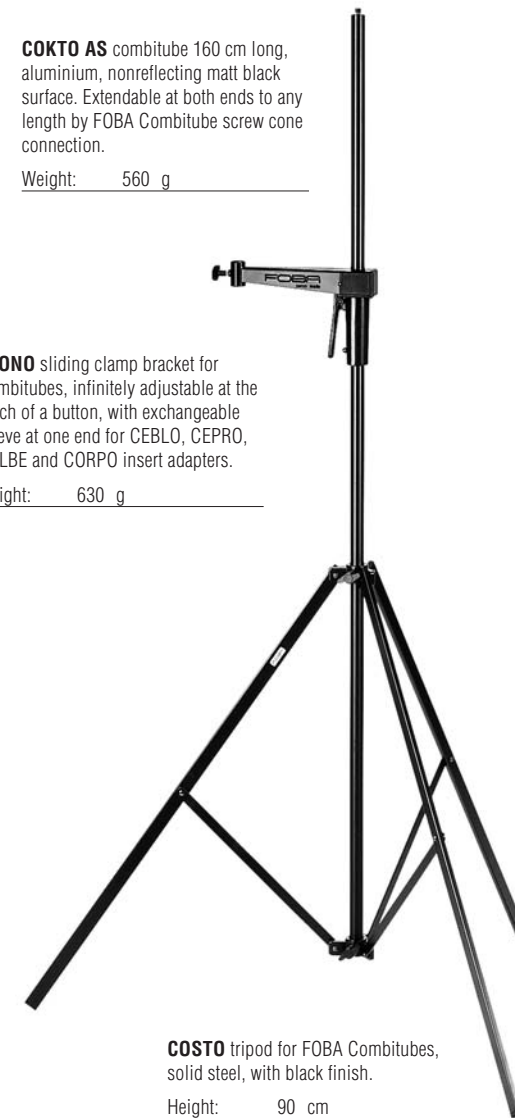 COKTO AS combitube 160 cm long,
aluminium, nonreflecting matt black
surface. Extendable at both ends to any
length by FOBA Combitube screw cone
connection.
Weight: 560 g
FOBA
ONO sliding clamp bracket for
mbitubes, infinitely adjustable at the
ch of a button, with exchangeable
eve at one end for CEBLO, CEPRO,
LBE and CORPO insert adapters.
ight: 630 g
COSTO tripod for FOBA Combitubes,
solid steel, with black finish.
Height: 90 cm